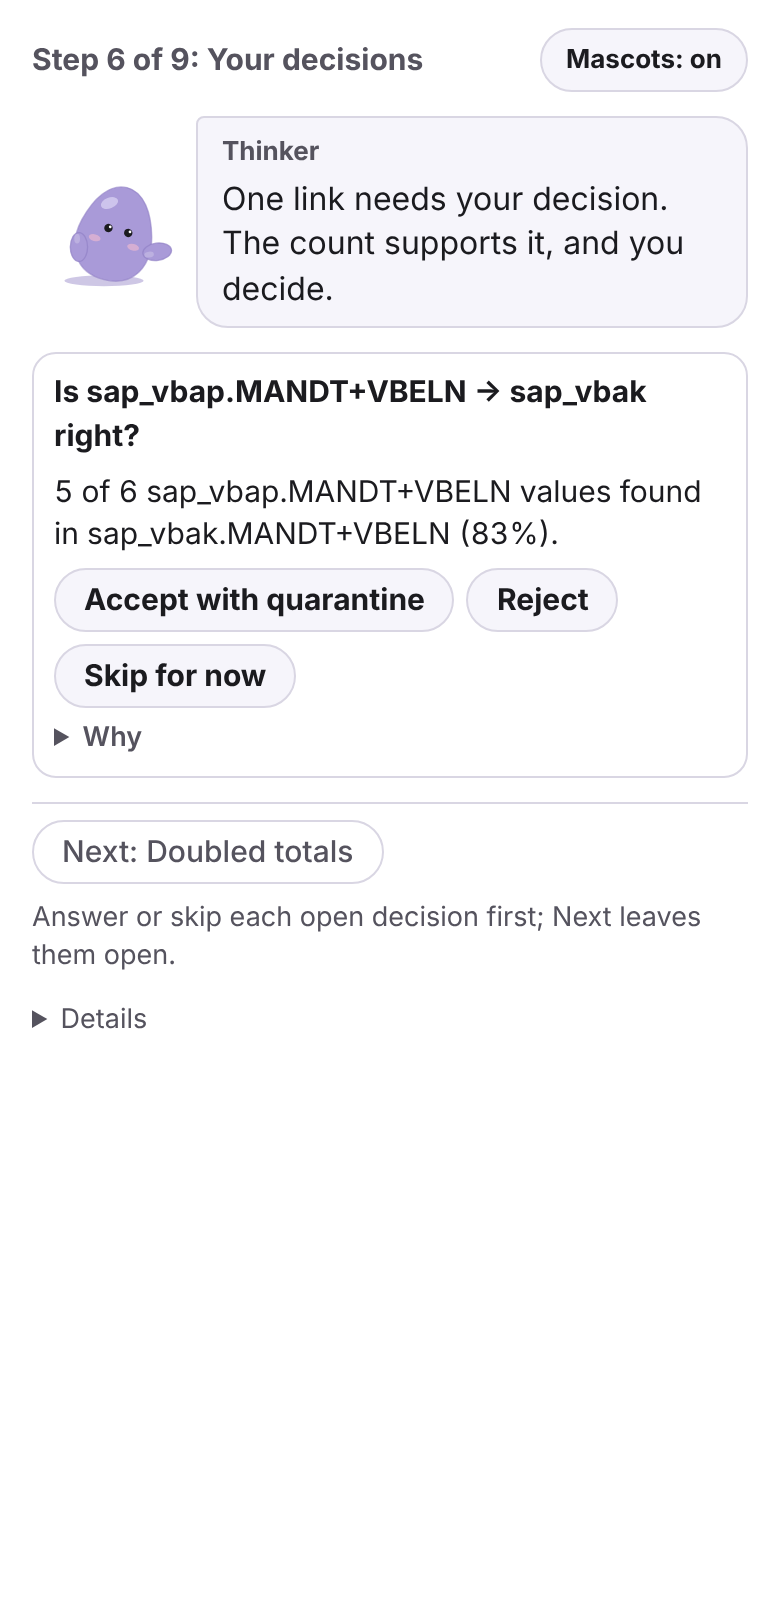 Step 6 of 9: Your decisions
Mascots: on
Thinker
One link needs your decision.
The count supports it, and you
decide.
Is sap_vbap.MANDT+VBELN → sap_vbak
right?
5 of 6 sap_vbap.MANDT+VBELN values found
in sap_vbak.MANDT+VBELN (83%).
Accept with quarantine
Reject
Skip for now
Why
Next: Doubled totals
Answer or skip each open decision first; Next leaves
them open.
Details